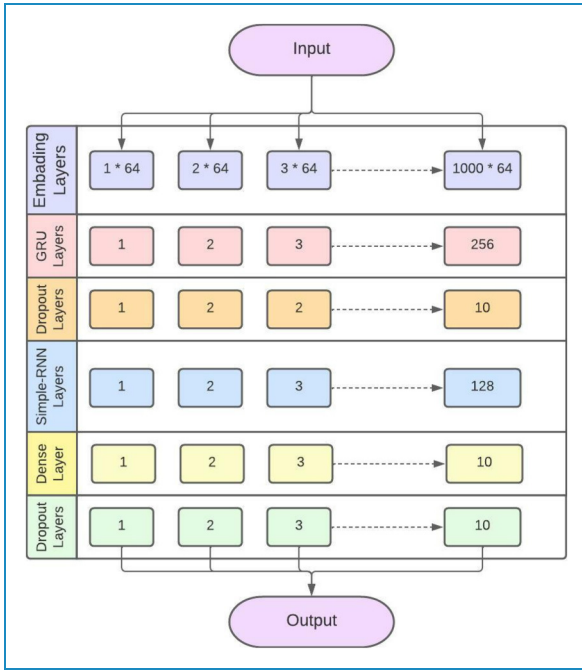 Input
Embading
Layers
1 * 64
2 * 64
3 * 64
1000 * 64
GRU
Layers
1
2
3
256
Dropout
Layers
1
2
2
10
Simple-RNN
Layers
1
2
3
128
Dense
Layer
1
2
3
10
Dropout
Layers
1
2
3
10
Output